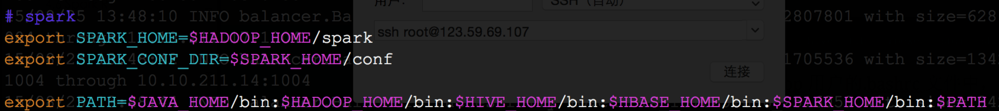 用户：
SSH（自动）
# spark
5 13:48:10 INFO balancer.Ba
2807801 with size=628
ssh root@123.59.69.107
export SPARK_HOME=$HADOOP_HOME/spark
export SPARK_CONF_DIR=$SPARK_HOME/conf
1705536 with size=134
连接
1004 through 10.10.211.14:1004
export PATH=$JAVA_HOME/bin:$HADOOP_HOME/bin:$HIVE_HOME/bin:$HBASE_HOME/bin:$SPARK_HOME/bin:$PATH